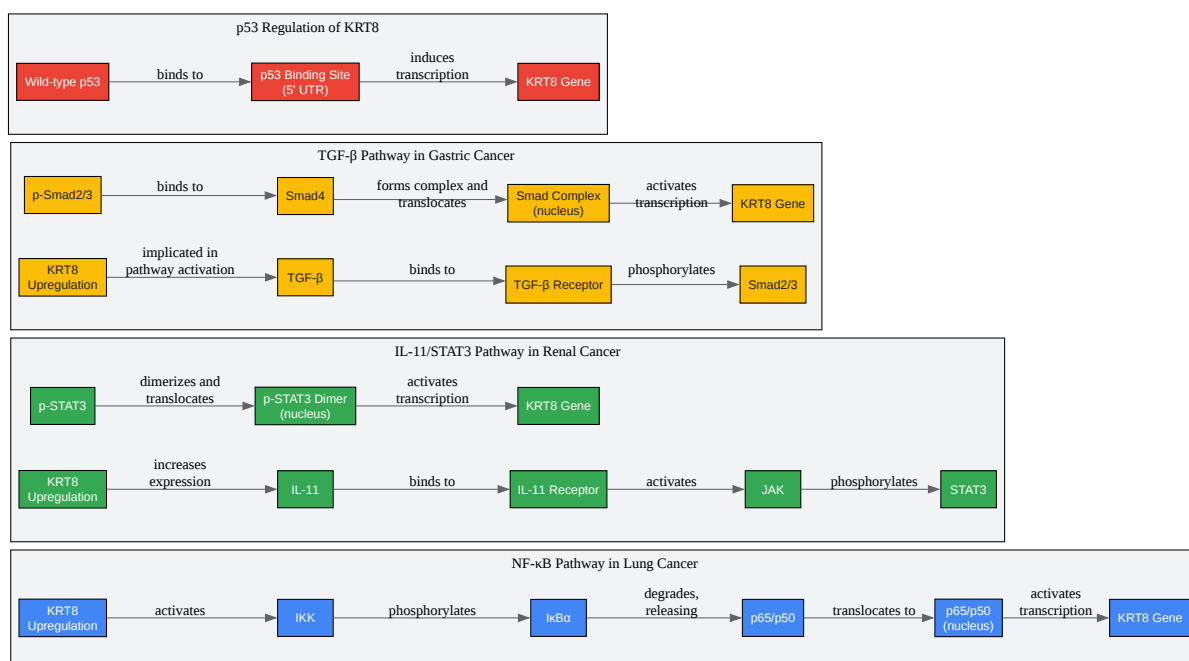 p53 Regulation of KRT8
Wild-type p53
binds to
p53 Binding Site
(5' UTR)
induces
transcription
KRT8 Gene
TGF-β Pathway in Gastric Cancer
p-Smad2/3
binds to
Smad4
forms complex and
translocates
Smad Complex
(nucleus)
activates
transcription
KRT8 Gene
KRT8
Upregulation
implicated in
pathway activation
TGF-β
binds to
TGF-β Receptor
phosphorylates
Smad2/3
IL-11/STAT3 Pathway in Renal Cancer
p-STAT3
dimerizes and
translocates
p-STAT3 Dimer
(nucleus)
activates
transcription
KRT8 Gene
KRT8
Upregulation
increases
expression
IL-11
binds to
IL-11 Receptor
activates
JAK
phosphorylates
STAT3
NF-κB Pathway in Lung Cancer
KRT8
Upregulation
activates
IKK
phosphorylates
IκBα
degrades,
releasing
p65/p50
translocates to
p65/p50
(nucleus)
activates
transcription
KRT8 Gene